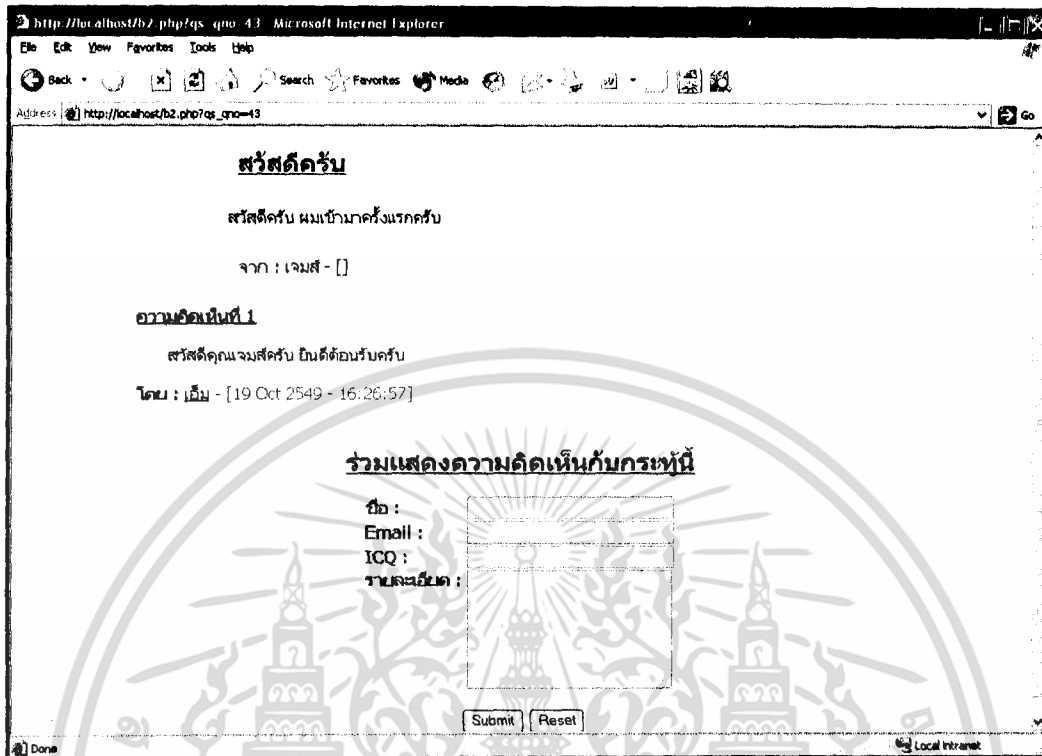 http://localhost/b2.php?qs_qno=43 Microsoft Internet Explorer
File Edit View Favorites Tools Help
Back Search Favorites Media
Address http://localhost/b2.php?qs_qno=43 Go
สวัสดีครับ
สวัสดีครับ ผมเข้ามาครั้งแรกครับ
จาก : เจมส์ - []
ความคิดเห็นที่ 1
สวัสดีคุณเจมส์ครับ ยินดีต้อนรับครับ
โดย : เอ็ม - [19 Oct 2549 - 16:26:57]
ร่วมแสดงความคิดเห็นกับกระทู้นี้
ชื่อ :
Email :
ICQ :
รายละเอียด :
Submit Reset
Done Local intranet